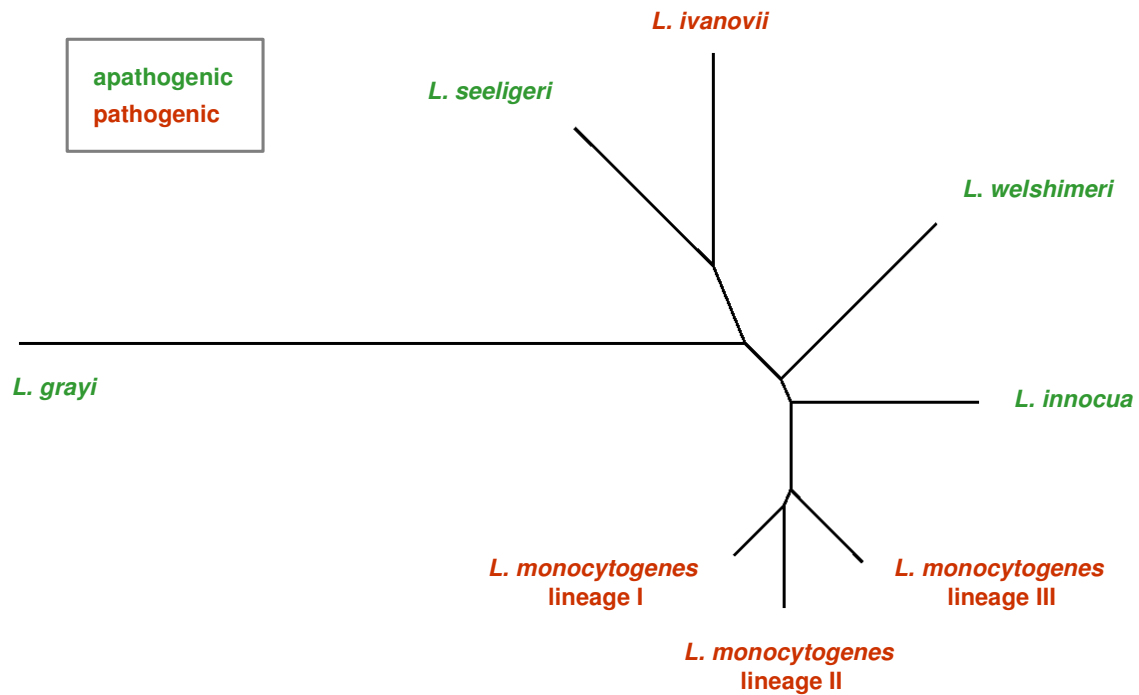 L. ivanovii
apathogenic
pathogenic
L. seeligeri
L. welshimeri
L. grayi
L. innocua
L. monocytogenes
lineage I
L. monocytogenes
lineage III
L. monocytogenes
lineage II